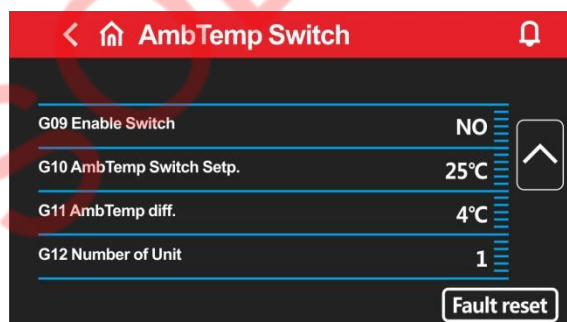 AmbTemp Switch
G09 Enable Switch NO
G10 AmbTemp Switch Setp. 25℃
G11 AmbTemp diff. 4℃
G12 Number of Unit 1
Fault reset